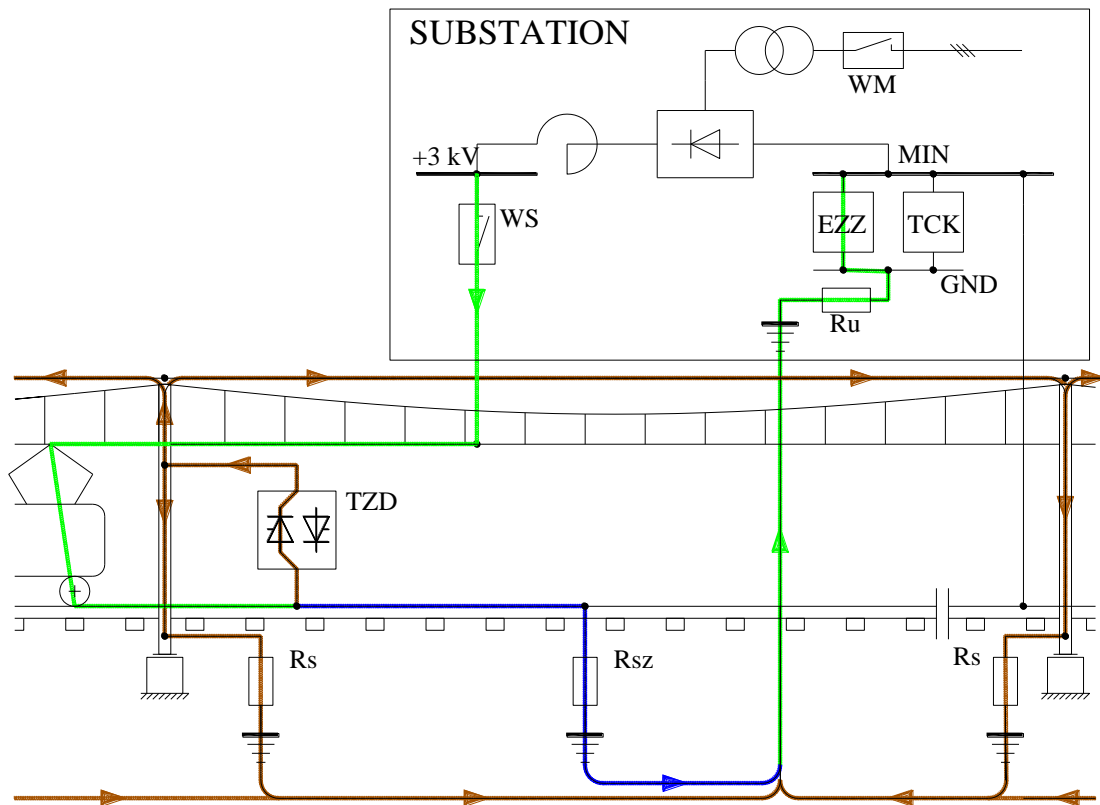 SUBSTATION
WM
+3 kV
MIN
WS
EZZ
TCK
GND
Ru
TZD
Rs
Rsz
Rs